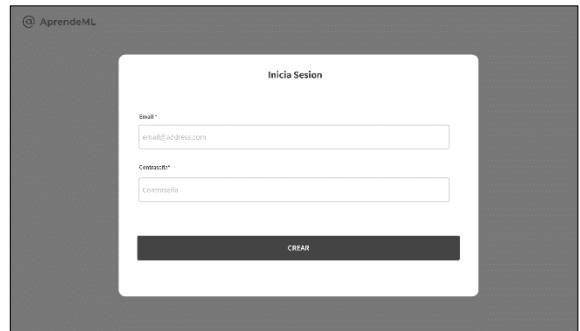 @ AprendeML
Inicia Sesion
Email *
email@address.com
Contraseña*
Contraseña
CREAR